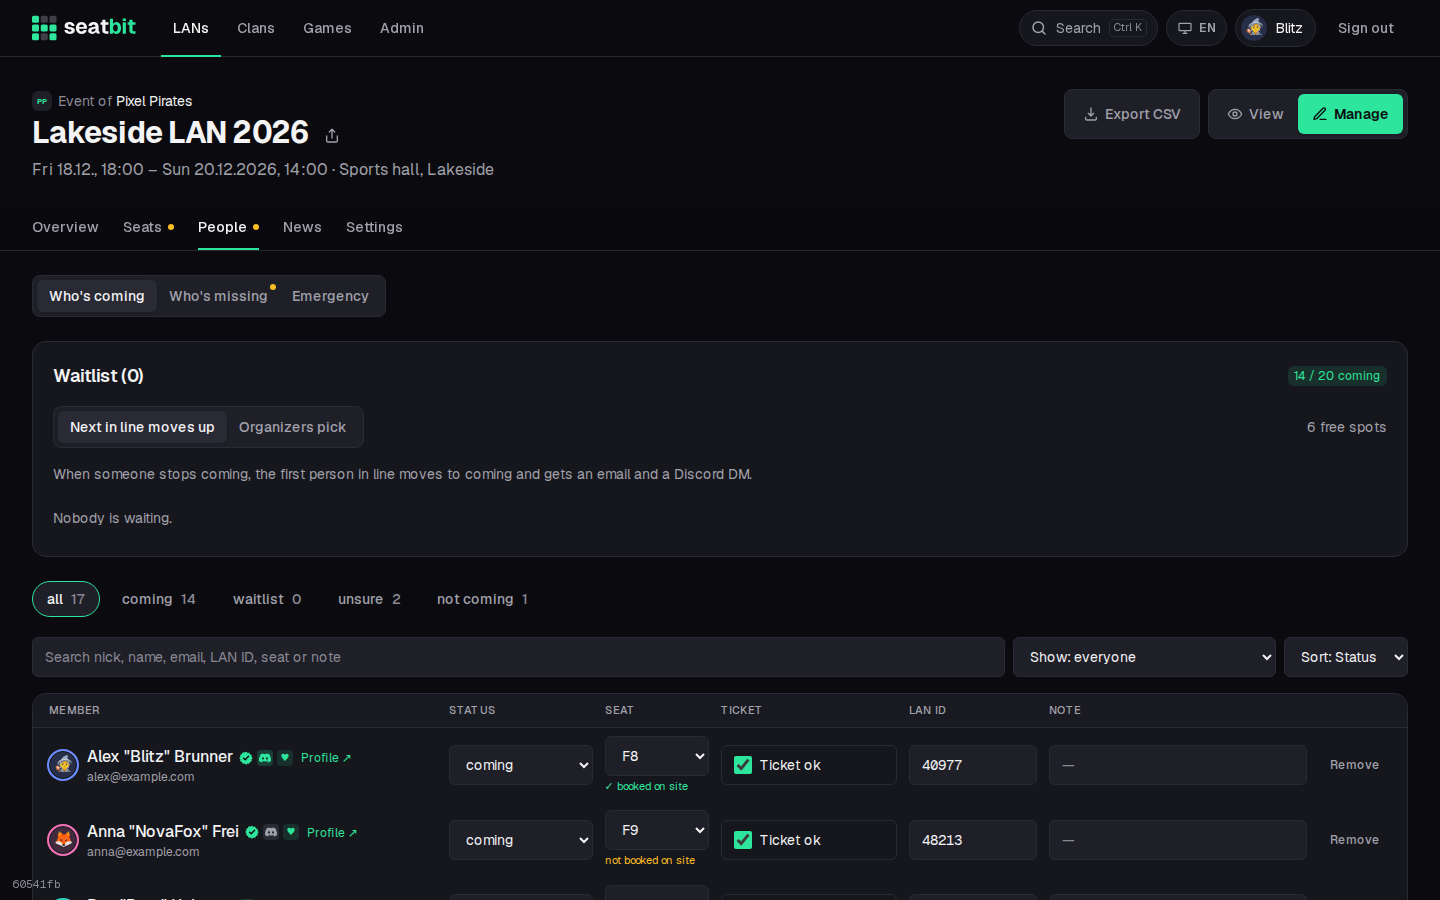 seatbit
LANs
Clans
Games
Admin
Search Ctrl K
EN
Blitz
Sign out
PP Event of Pixel Pirates
Lakeside LAN 2026
Fri 18.12., 18:00 – Sun 20.12.2026, 14:00 · Sports hall, Lakeside
Export CSV
View
Manage
Overview
Seats
People
News
Settings
Who's coming
Who's missing
Emergency
Waitlist (0)
14 / 20 coming
Next in line moves up
Organizers pick
6 free spots
When someone stops coming, the first person in line moves to coming and gets an email and a Discord DM.
Nobody is waiting.
all 17
coming 14
waitlist 0
unsure 2
not coming 1
Search nick, name, email, LAN ID, seat or note
Show: everyone
Sort: Status
MEMBER STATUS SEAT TICKET LAN ID NOTE
Alex "Blitz" Brunner Profile ↗
alex@example.com
coming
F8
✓ booked on site
Ticket ok
40977
—
Remove
Anna "NovaFox" Frei Profile ↗
anna@example.com
coming
F9
not booked on site
Ticket ok
48213
—
Remove
60541fb